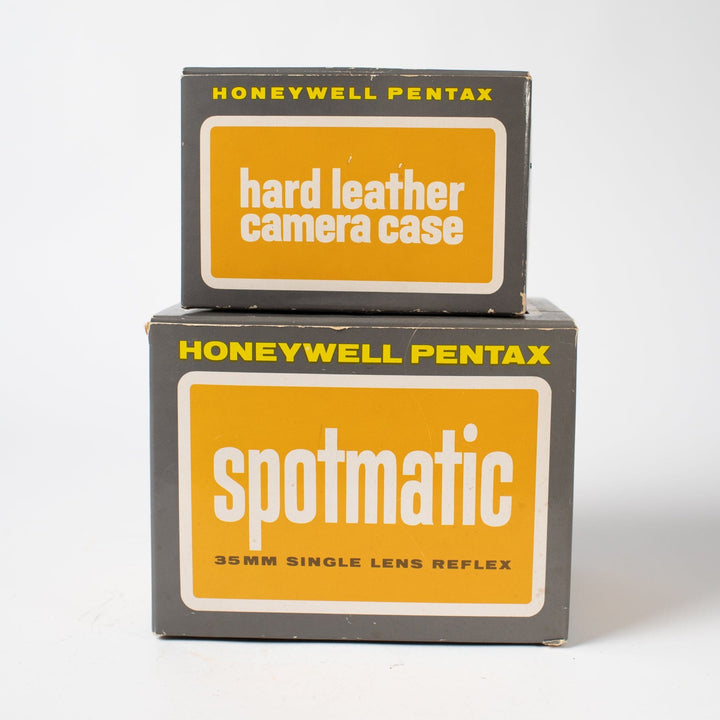 HONEYWELL PENTAX
hard leather
camera case
HONEYWELL PENTAX
spotmatic
35MM SINGLE LENS REFLEX